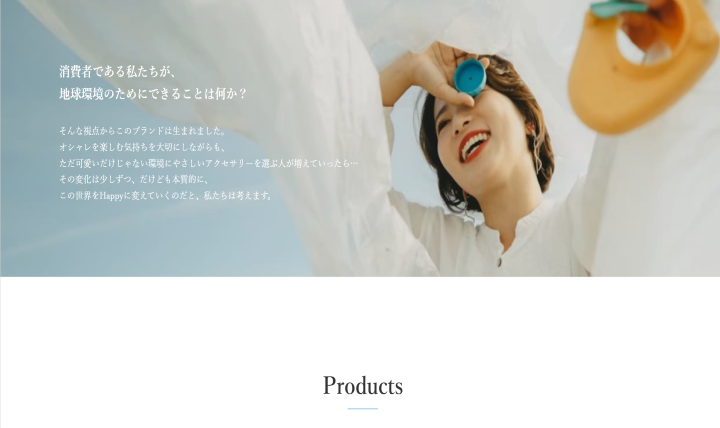 消費者である私たちが、
地球環境のためにできることは何か？
そんな視点からこのブランドは生まれました。
オシャレを楽しむ気持ちを大切にしながらも、
ただ可愛いだけじゃない環境にやさしいアクセサリーを選ぶ人が増えていったら…
その変化は少しずつ、だけども本質的に、
この世界をHappyに変えていくのだと、私たちは考えます。
Products